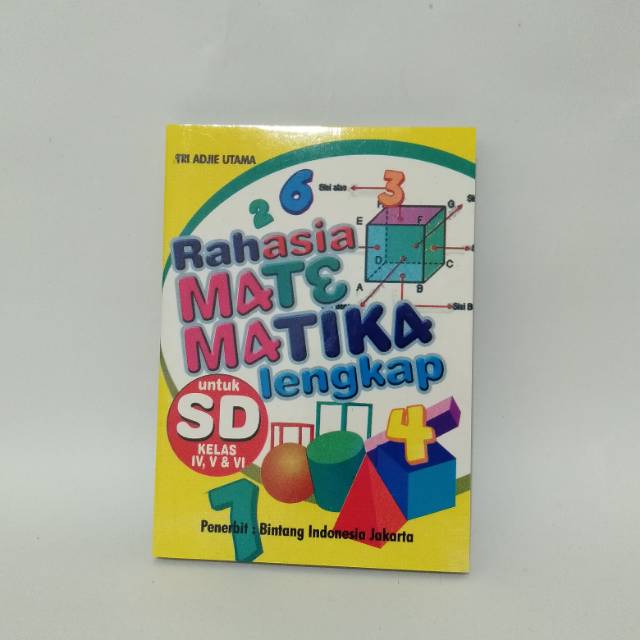 TRI ADJIE UTAMA
2 6 3
Sisi atas
E F G
Rahasia
D C
MATE
A B
MATIKA
lengkap
untuk
SD
KELAS
IV, V & VI
4
1
Penerbit : Bintang Indonesia Jakarta